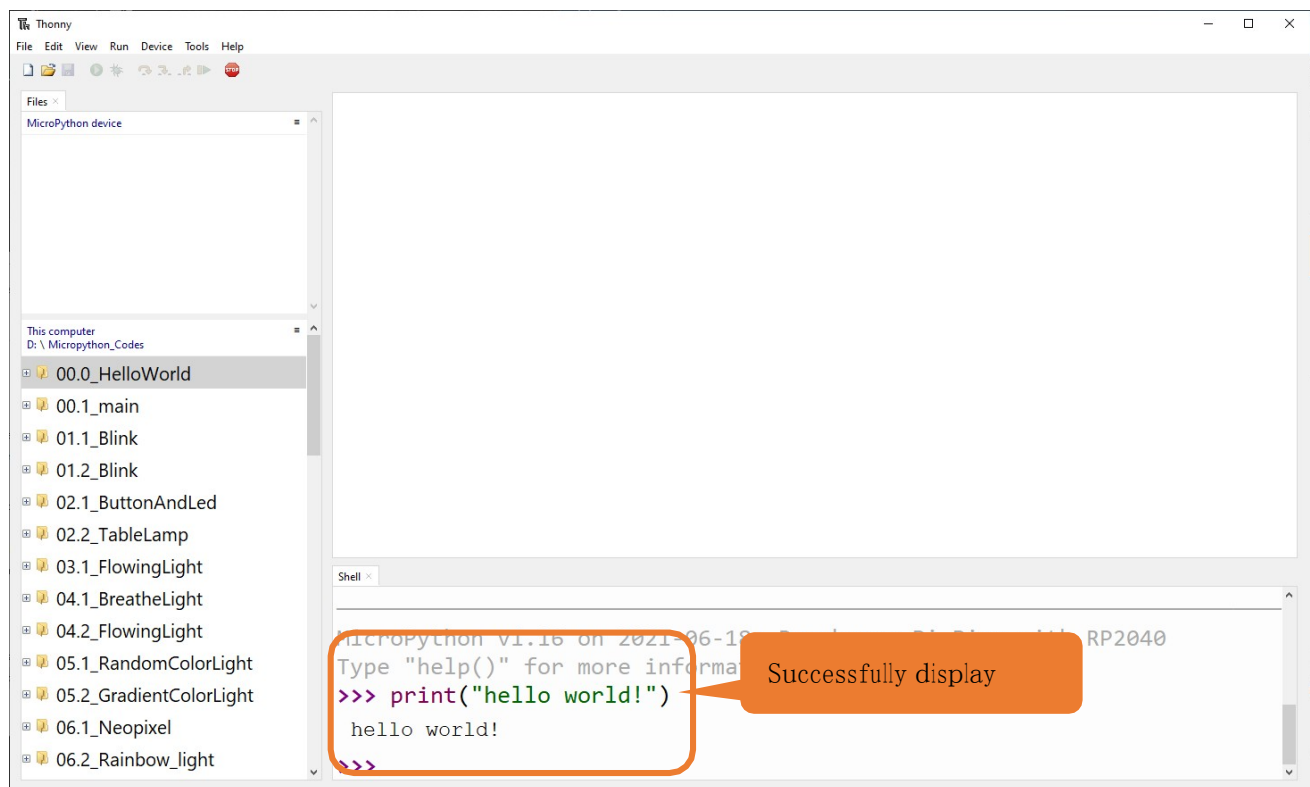 Thonny
File Edit View Run Device Tools Help
STOP
Files
MicroPython device
This computer
D: \ Micropython_Codes
00.0_HelloWorld
00.1_main
01.1_Blink
01.2_Blink
02.1_ButtonAndLed
02.2_TableLamp
03.1_FlowingLight
04.1_BreatheLight
04.2_FlowingLight
05.1_RandomColorLight
05.2_GradientColorLight
06.1_Neopixel
06.2_Rainbow_light
Shell
MicroPython v1.16 on 2021-06-18 with RP2040
Type "help()" for more
>>> print("hello world!")
hello world!
>>>
Successfully display